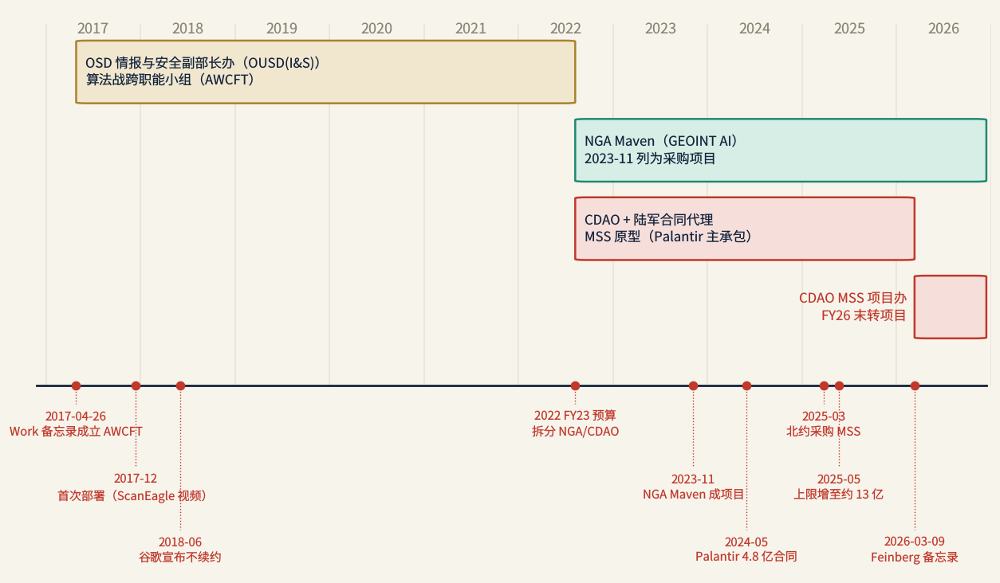 2017 2018 2019 2020 2021 2022 2023 2024 2025 2026
OSD 情报与安全副部长办（OUSD(I&S)）
算法战跨职能小组（AWCFT）
NGA Maven（GEOINT AI）
2023-11 列为采购项目
CDAO + 陆军合同代理
MSS 原型（Palantir 主承包）
CDAO MSS 项目办
FY26 末转项目
2017-04-26
Work 备忘录成立 AWCFT
2017-12
首次部署（ScanEagle 视频）
2018-06
谷歌宣布不续约
2022 FY23 预算
拆分 NGA/CDAO
2023-11
NGA Maven 成项目
2024-05
Palantir 4.8 亿合同
2025-03
北约采购 MSS
2025-05
上限增至约 13 亿
2026-03-09
Feinberg 备忘录